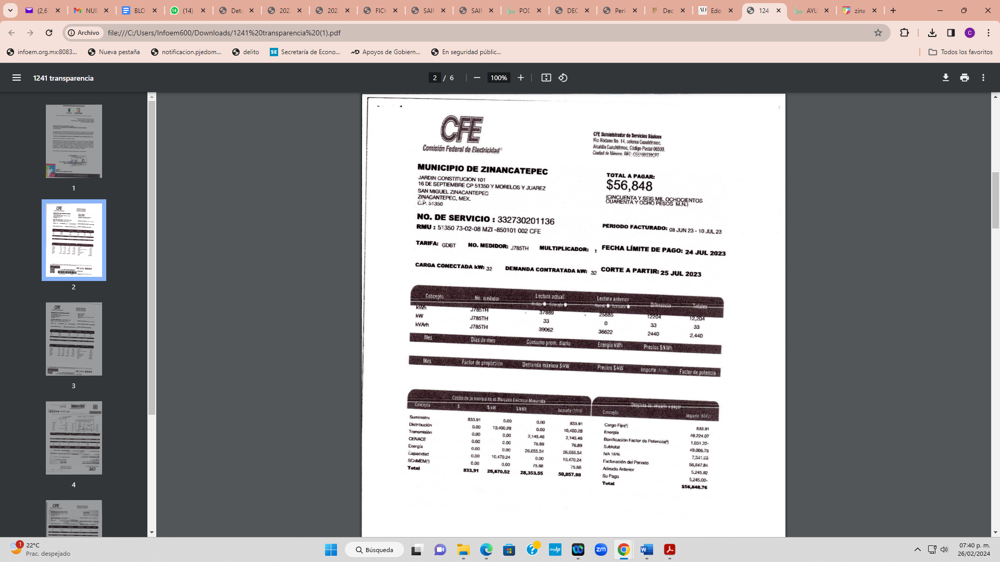 (2,6
NUE
BLO
(14)
Deta
202
202
FICH
SAIM
SAIM
POD
DEC
Peri
Dec
Edo
124
AYU
zina
Archivo
file:///C:/Users/Infoem600/Downloads/1241%20transparencia%20(1).pdf
infoem.org.mx:8083...
Nueva pestaña
notificacion.pjedom...
delito
Secretaría de Econo...
Apoyos de Gobiern...
En seguridad públic...
Todos los favoritos
1241 transparencia
2 / 6
100%
1
2
3
4
CFE
Comisión Federal de Electricidad
CFE Suministrador de Servicios Básicos
Río Ródano No. 14, colonia Cuauhtémoc,
Alcaldía Cuauhtémoc, Código Postal 06500,
Ciudad de México. RFC: CSS160330CP7
MUNICIPIO DE ZINANCATEPEC
JARDIN CONSTITUCION 101
16 DE SEPTIEMBRE CP 51350 Y MORELOS Y JUAREZ
SAN MIGUEL ZINACANTEPEC
ZINACANTEPEC, MEX.
C.P. 51350
TOTAL A PAGAR:
$56,848
(CINCUENTA Y SEIS MIL OCHOCIENTOS
CUARENTA Y OCHO PESOS M.N.)
NO. DE SERVICIO : 332730201136
RMU : 51350 73-02-08 MZI -850101 002 CFE
PERIODO FACTURADO: 08 JUN 23 - 10 JUL 23
TARIFA: GDBT NO. MEDIDOR: J785TH MULTIPLICADOR: 1 FECHA LÍMITE DE PAGO: 24 JUL 2023
CARGA CONECTADA kW: 32 DEMANDA CONTRATADA kW: 32 CORTE A PARTIR: 25 JUL 2023
Concepto No. medidor Lectura actual Lectura anterior Diferencia Totales
kWh J785TH 37889 25685 12204 12,204
kW J785TH 33 0 33 33
kVArh J785TH 39062 36622 2440 2,440
Mes Días de mes Consumo prom. diario Energía kWh Precios $/kWh
Mes Factor de proporción Demanda máxima $/kW Precios $/kW Importe (MXN) Factor de potencia
Costos de la energía en el Mercado Eléctrico Mayorista
Concepto $ $/kW $/kWh Importe (MXN)
Suministro 833.91 0.00 0.00 833.91
Distribución 0.00 10,400.28 0.00 10,400.28
Transmisión 0.00 0.00 2,145.46 2,145.46
CENACE 0.00 0.00 76.89 76.89
Energía 0.00 0.00 26,055.54 26,055.54
Capacidad 0.00 10,470.24 0.00 10,470.24
SCnMEM(¹) 0.00 0.00 75.66 75.66
Total 833.91 20,870.52 28,353.55 50,057.98
Desglose del importe a pagar
Concepto Importe (MXN)
Cargo Fijo(²) 833.91
Energía 49,224.07
Bonificación Factor de Potencia(³) 1,051.22-
Subtotal 49,006.76
IVA 16% 7,841.08
Facturación del Periodo 56,847.84
Adeudo Anterior 5,245.92
Su Pago 5,245.00-
Total $56,848.76
1
22°C
Prac. despejado
Búsqueda
07:40 p. m.
26/02/2024